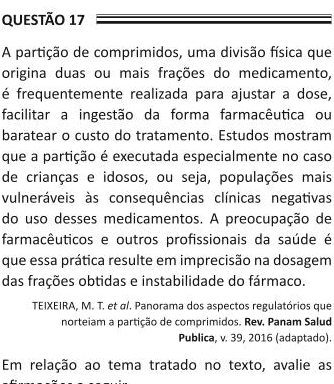 QUESTÃO 17
A partição de comprimidos, uma divisão física que
origina duas ou mais frações do medicamento,
é frequentemente realizada para ajustar a dose,
facilitar a ingestão da forma farmacêutica ou
baratear o custo do tratamento. Estudos mostram
que a partição é executada especialmente no caso
de crianças e idosos, ou seja, populações mais
vulneráveis às consequências clínicas negativas
do uso desses medicamentos. A preocupação de
farmacêuticos e outros profissionais da saúde é
que essa prática resulte em imprecisão na dosagem
das frações obtidas e instabilidade do fármaco.
TEIXEIRA, M. T. et al. Panorama dos aspectos regulatórios que
norteiam a partição de comprimidos. Rev. Panam Salud
Publica, v. 39, 2016 (adaptado).
Em relação ao tema tratado no texto, avalie as
afirmações a seguir